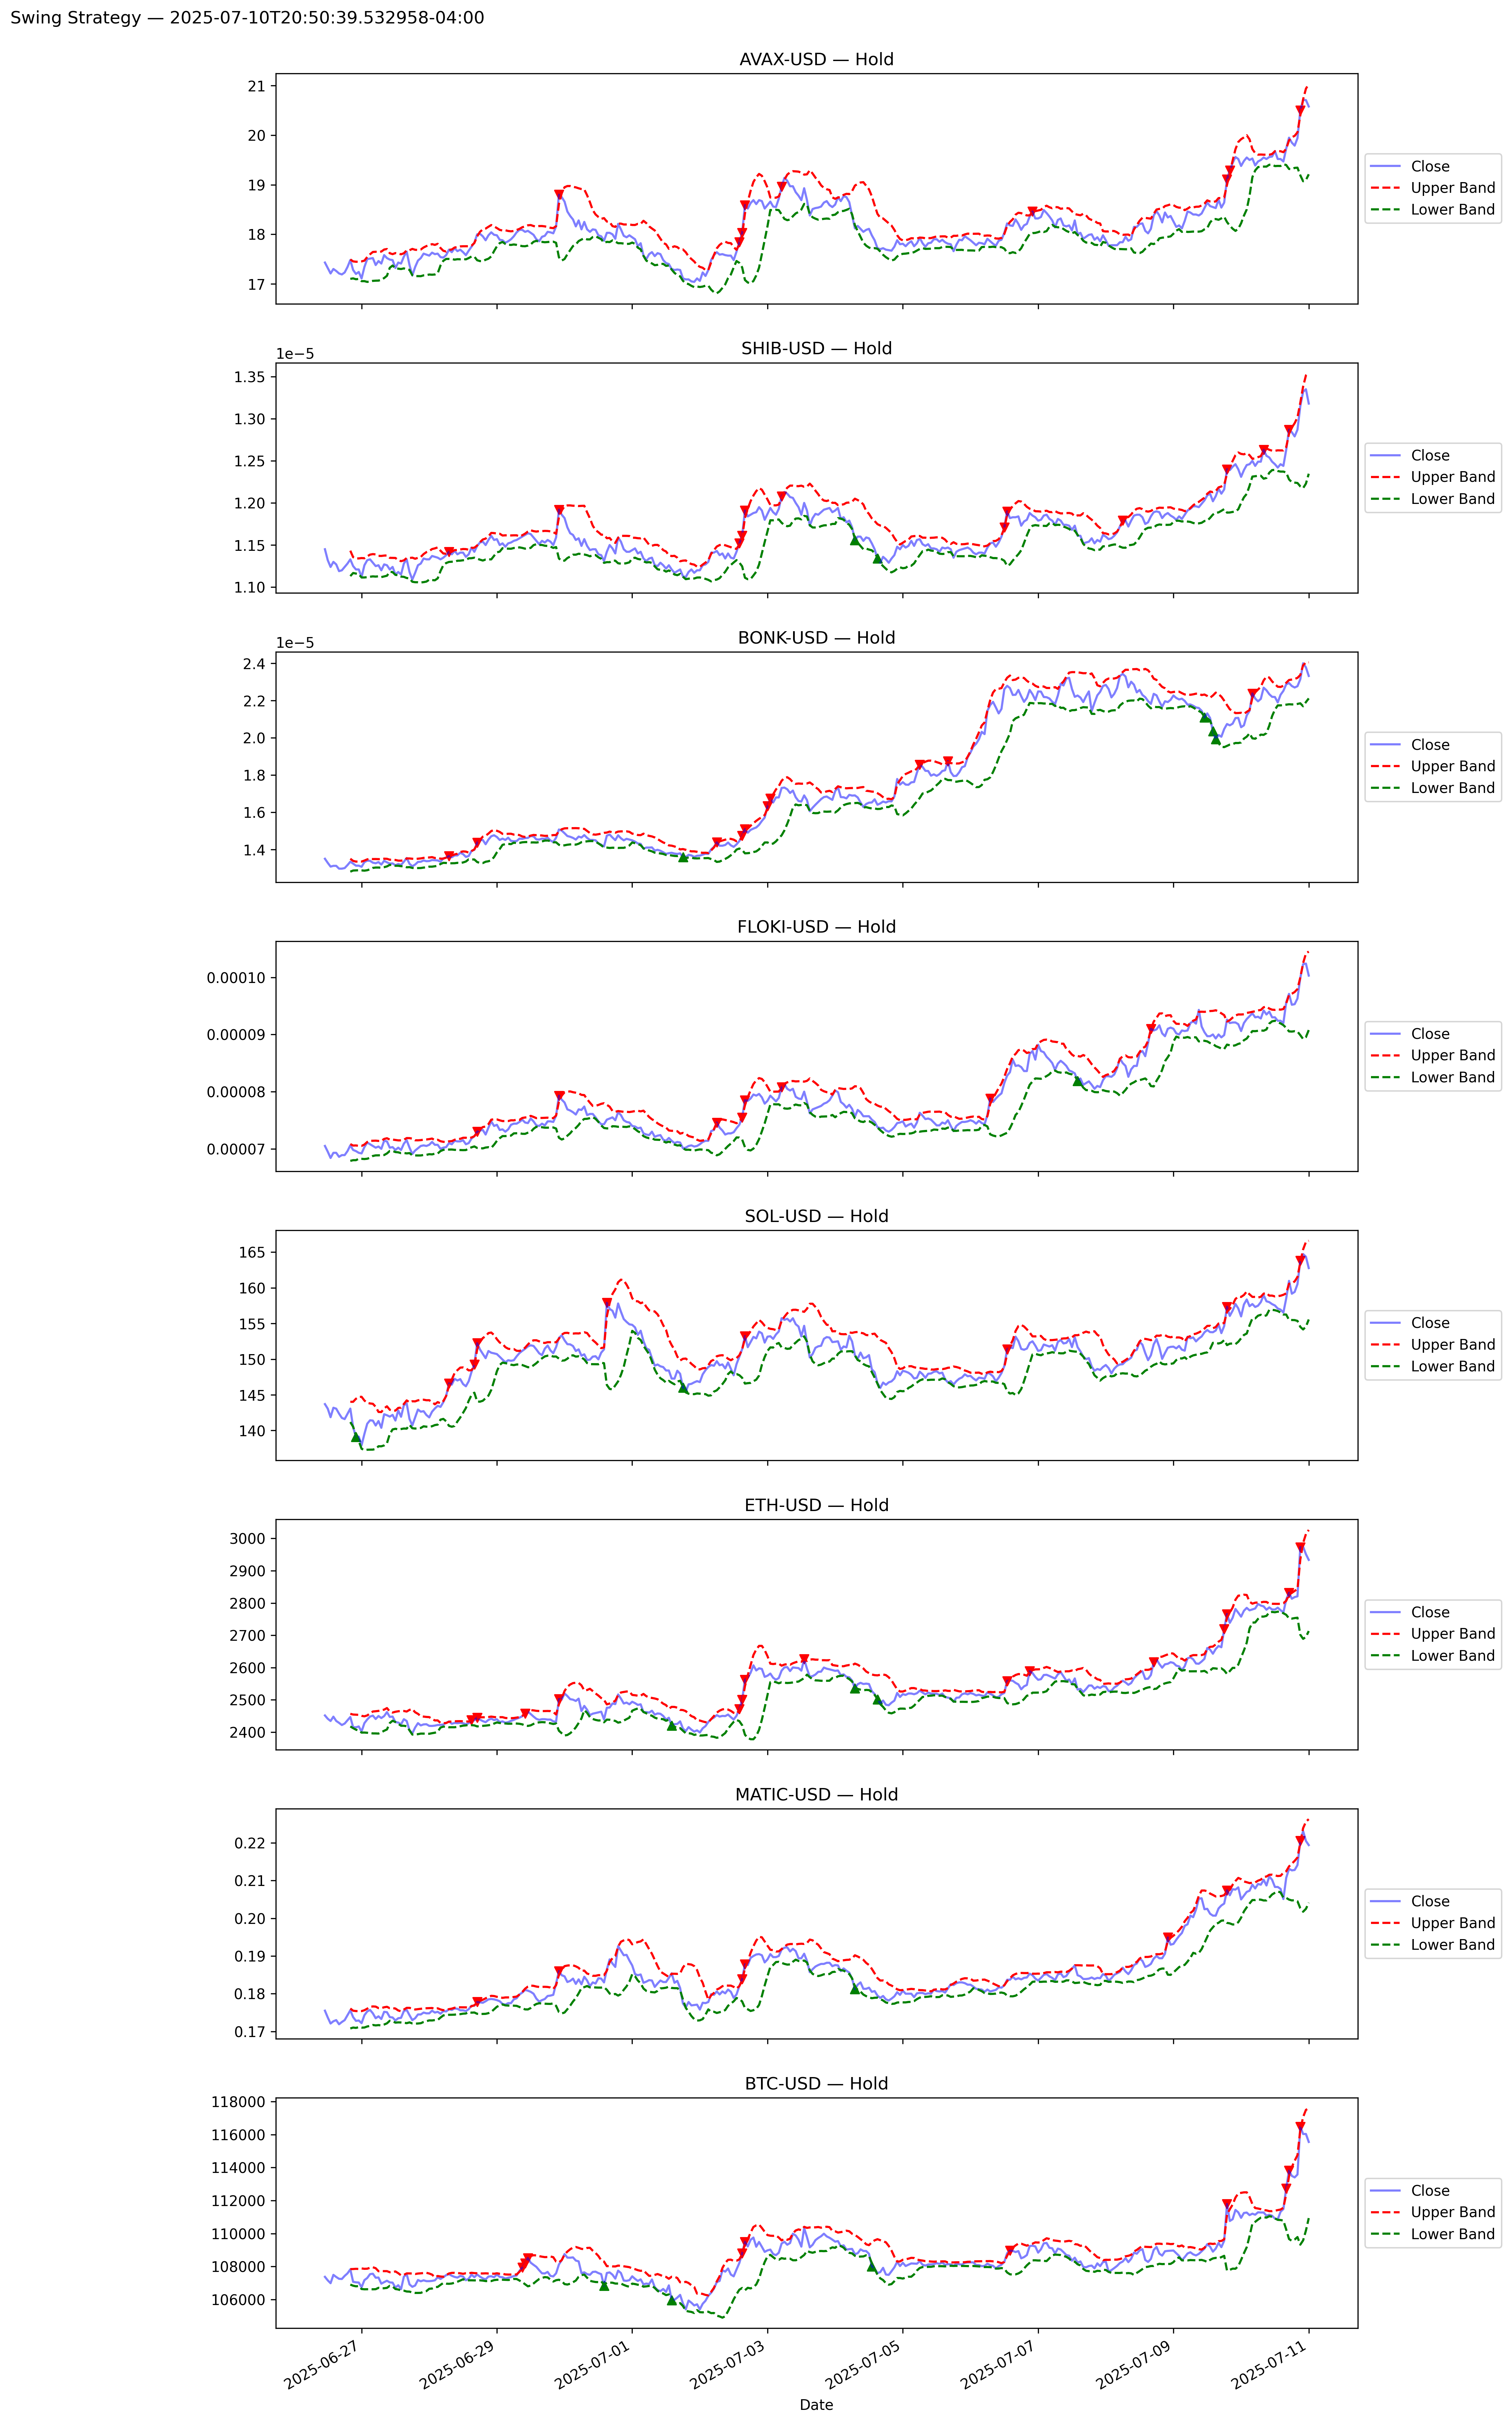 Swing Strategy — 2025-07-10T20:50:39.532958-04:00
AVAX-USD — Hold
21
20
19
18
17
Close
Upper Band
Lower Band
SHIB-USD — Hold
1e−5
1.35
1.30
1.25
1.20
1.15
1.10
Close
Upper Band
Lower Band
BONK-USD — Hold
1e−5
2.4
2.2
2.0
1.8
1.6
1.4
Close
Upper Band
Lower Band
FLOKI-USD — Hold
0.00010
0.00009
0.00008
0.00007
Close
Upper Band
Lower Band
SOL-USD — Hold
165
160
155
150
145
140
Close
Upper Band
Lower Band
ETH-USD — Hold
3000
2900
2800
2700
2600
2500
2400
Close
Upper Band
Lower Band
MATIC-USD — Hold
0.22
0.21
0.20
0.19
0.18
0.17
Close
Upper Band
Lower Band
BTC-USD — Hold
118000
116000
114000
112000
110000
108000
106000
Close
Upper Band
Lower Band
2025-06-27
2025-06-29
2025-07-01
2025-07-03
2025-07-05
2025-07-07
2025-07-09
2025-07-11
Date